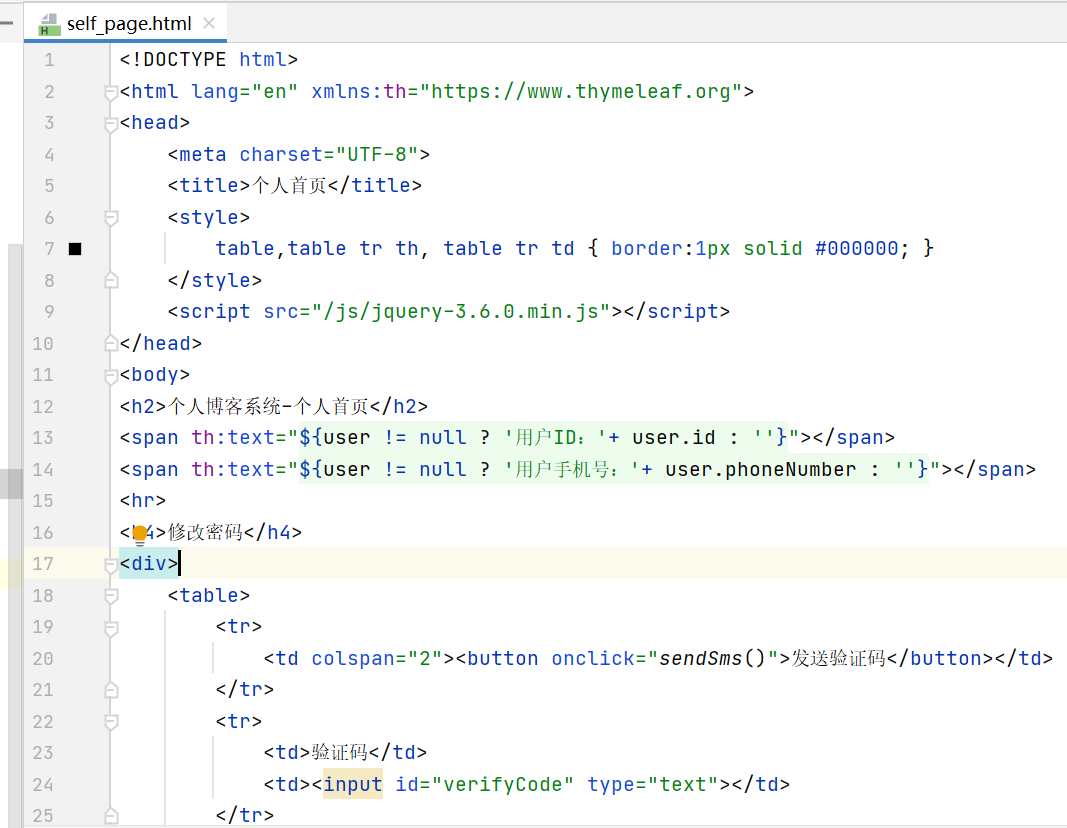 self_page.html
1 <!DOCTYPE html>
2 <html lang="en" xmlns:th="https://www.thymeleaf.org">
3 <head>
4 <meta charset="UTF-8">
5 <title>个人首页</title>
6 <style>
7 table,table tr th, table tr td { border:1px solid #000000; }
8 </style>
9 <script src="/js/jquery-3.6.0.min.js"></script>
10 </head>
11 <body>
12 <h2>个人博客系统-个人首页</h2>
13 <span th:text="${user != null ? '用户ID: '+ user.id : ''}"></span>
14 <span th:text="${user != null ? '用户手机号: '+ user.phoneNumber : ''}"></span>
15 <hr>
16 <h4>修改密码</h4>
17 <div>
18 <table>
19 <tr>
20 <td colspan="2"><button onclick="sendSms()">发送验证码</button></td>
21 </tr>
22 <tr>
23 <td>验证码</td>
24 <td><input id="verifyCode" type="text"></td>
25 </tr>